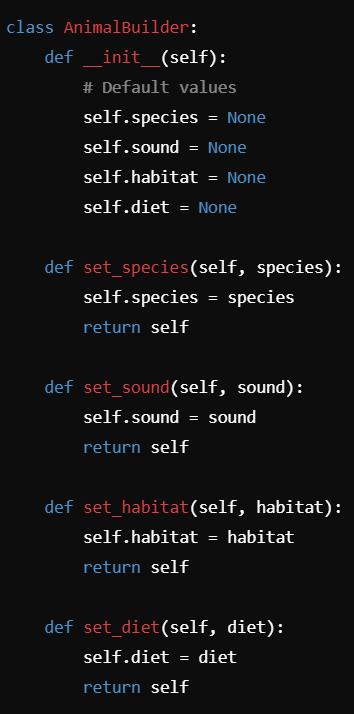 class AnimalBuilder:
    def __init__(self):
        # Default values
        self.species = None
        self.sound = None
        self.habitat = None
        self.diet = None

    def set_species(self, species):
        self.species = species
        return self

    def set_sound(self, sound):
        self.sound = sound
        return self

    def set_habitat(self, habitat):
        self.habitat = habitat
        return self

    def set_diet(self, diet):
        self.diet = diet
        return self